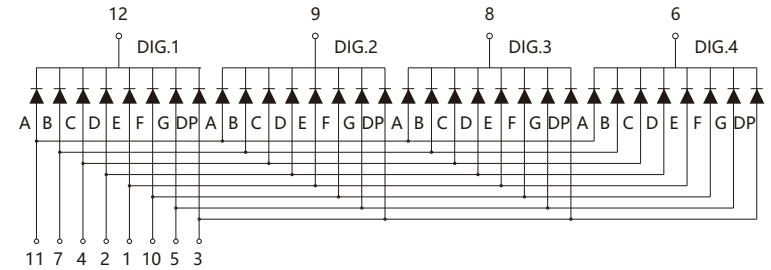 12 9 8 6
DIG.1 DIG.2 DIG.3 DIG.4
A B C D E F G DP A B C D E F G DP A B C D E F G DP A B C D E F G DP
11 7 4 2 1 10 5 3